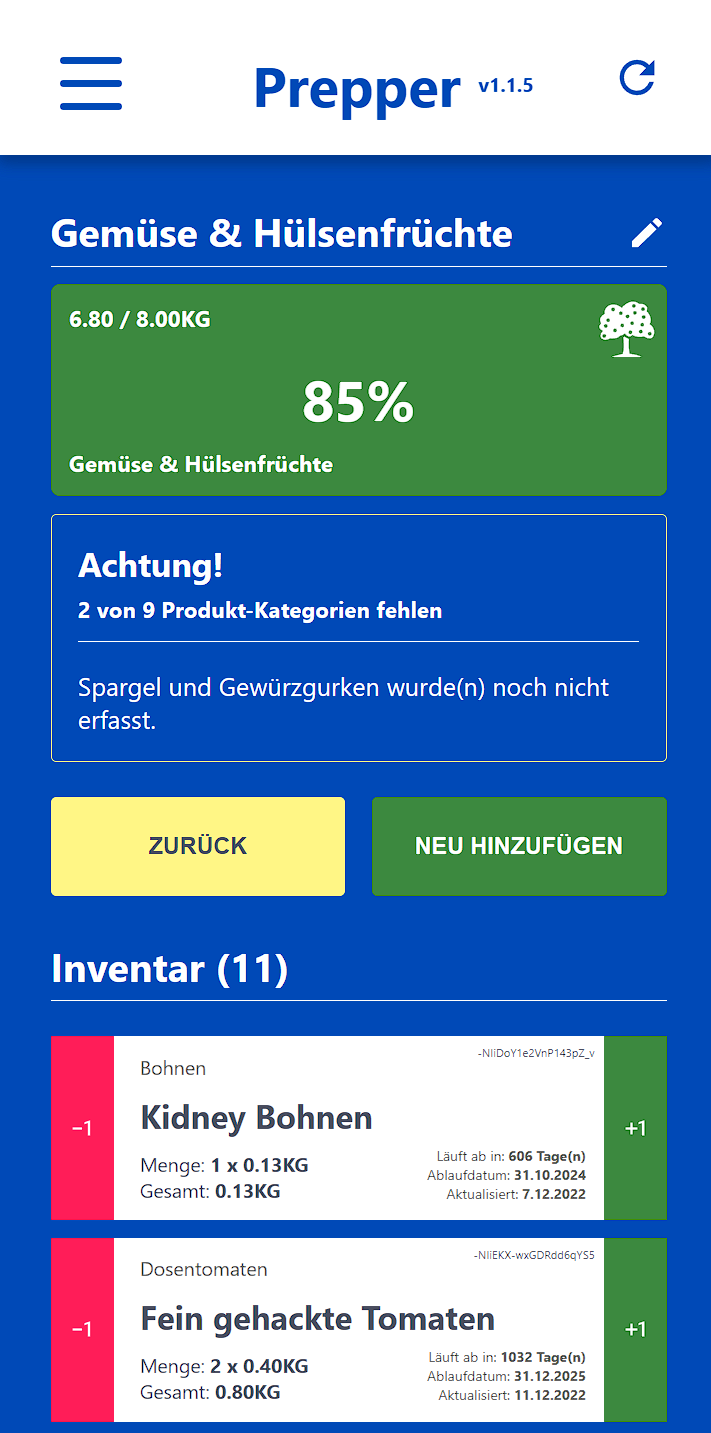 Prepper v1.1.5
Gemüse & Hülsenfrüchte
6.80 / 8.00KG
85%
Gemüse & Hülsenfrüchte
Achtung!
2 von 9 Produkt-Kategorien fehlen
Spargel und Gewürzgurken wurde(n) noch nicht
erfasst.
ZURÜCK
NEU HINZUFÜGEN
Inventar (11)
-NIiDoY1e2VnP143pZ_v
Bohnen
Kidney Bohnen
Menge: 1 x 0.13KG
Gesamt: 0.13KG
Läuft ab in: 606 Tage(n)
Ablaufdatum: 31.10.2024
Aktualisiert: 7.12.2022
-1
+1
-NIiEKX-wxGDRdd6qYS5
Dosentomaten
Fein gehackte Tomaten
Menge: 2 x 0.40KG
Gesamt: 0.80KG
Läuft ab in: 1032 Tage(n)
Ablaufdatum: 31.12.2025
Aktualisiert: 11.12.2022
-1
+1